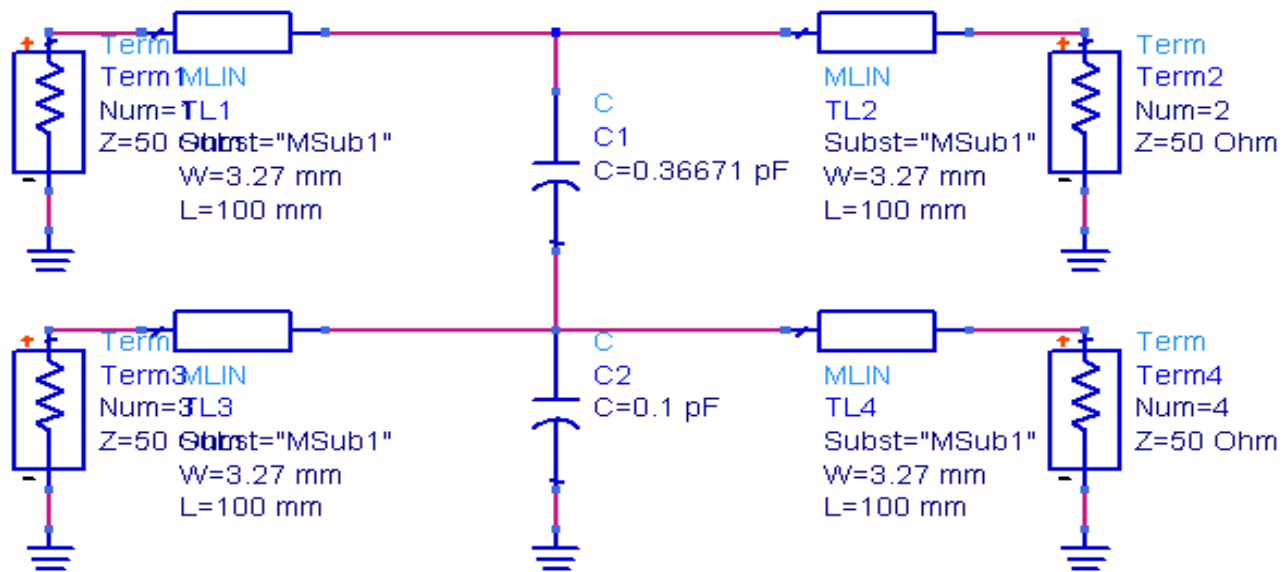 Term
Term1
Num=1
Z=50 Ohm
MLIN
TL1
Subst="MSub1"
W=3.27 mm
L=100 mm
C
C1
C=0.36671 pF
MLIN
TL2
Subst="MSub1"
W=3.27 mm
L=100 mm
Term
Term2
Num=2
Z=50 Ohm
Term
Term3
Num=3
Z=50 Ohm
MLIN
TL3
Subst="MSub1"
W=3.27 mm
L=100 mm
C
C2
C=0.1 pF
MLIN
TL4
Subst="MSub1"
W=3.27 mm
L=100 mm
Term
Term4
Num=4
Z=50 Ohm